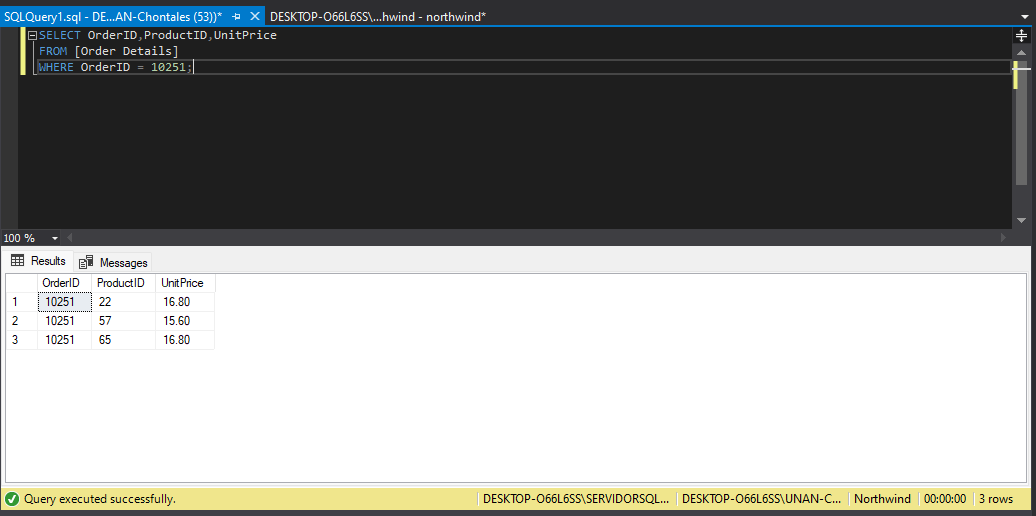 SQLQuery1.sql - DE...AN-Chontales (53))* DESKTOP-O66L6SS\...hwind - northwind*
SELECT OrderID,ProductID,UnitPrice
FROM [Order Details]
WHERE OrderID = 10251;
100 %
Results Messages
OrderID ProductID UnitPrice
1 10251 22 16.80
2 10251 57 15.60
3 10251 65 16.80
Query executed successfully. DESKTOP-O66L6SS\SERVIDORSQL... DESKTOP-O66L6SS\UNAN-C... Northwind 00:00:00 3 rows